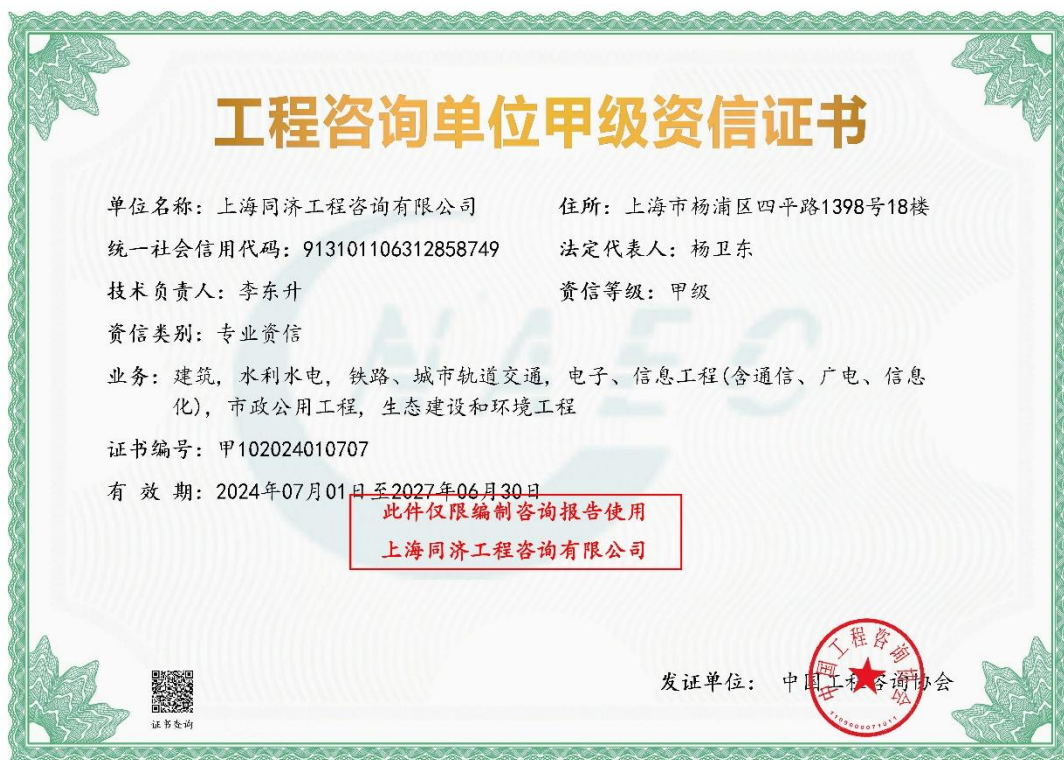 工程咨询单位甲级资信证书
单位名称：上海同济工程咨询有限公司
住所：上海市杨浦区四平路1398号18楼
统一社会信用代码：913101106312858749
法定代表人：杨卫东
技术负责人：李东升
资信等级：甲级
资信类别：专业资信
业务：建筑，水利水电，铁路、城市轨道交通，电子、信息工程(含通信、广电、信息
化)，市政公用工程，生态建设和环境工程
证书编号：甲102024010707
有 效 期：2024年07月01日至2027年06月30日
此件仅限编制咨询报告使用
上海同济工程咨询有限公司
CNAEC
发证单位： 中国工程咨询协会
中国工程咨询协会
证书查询